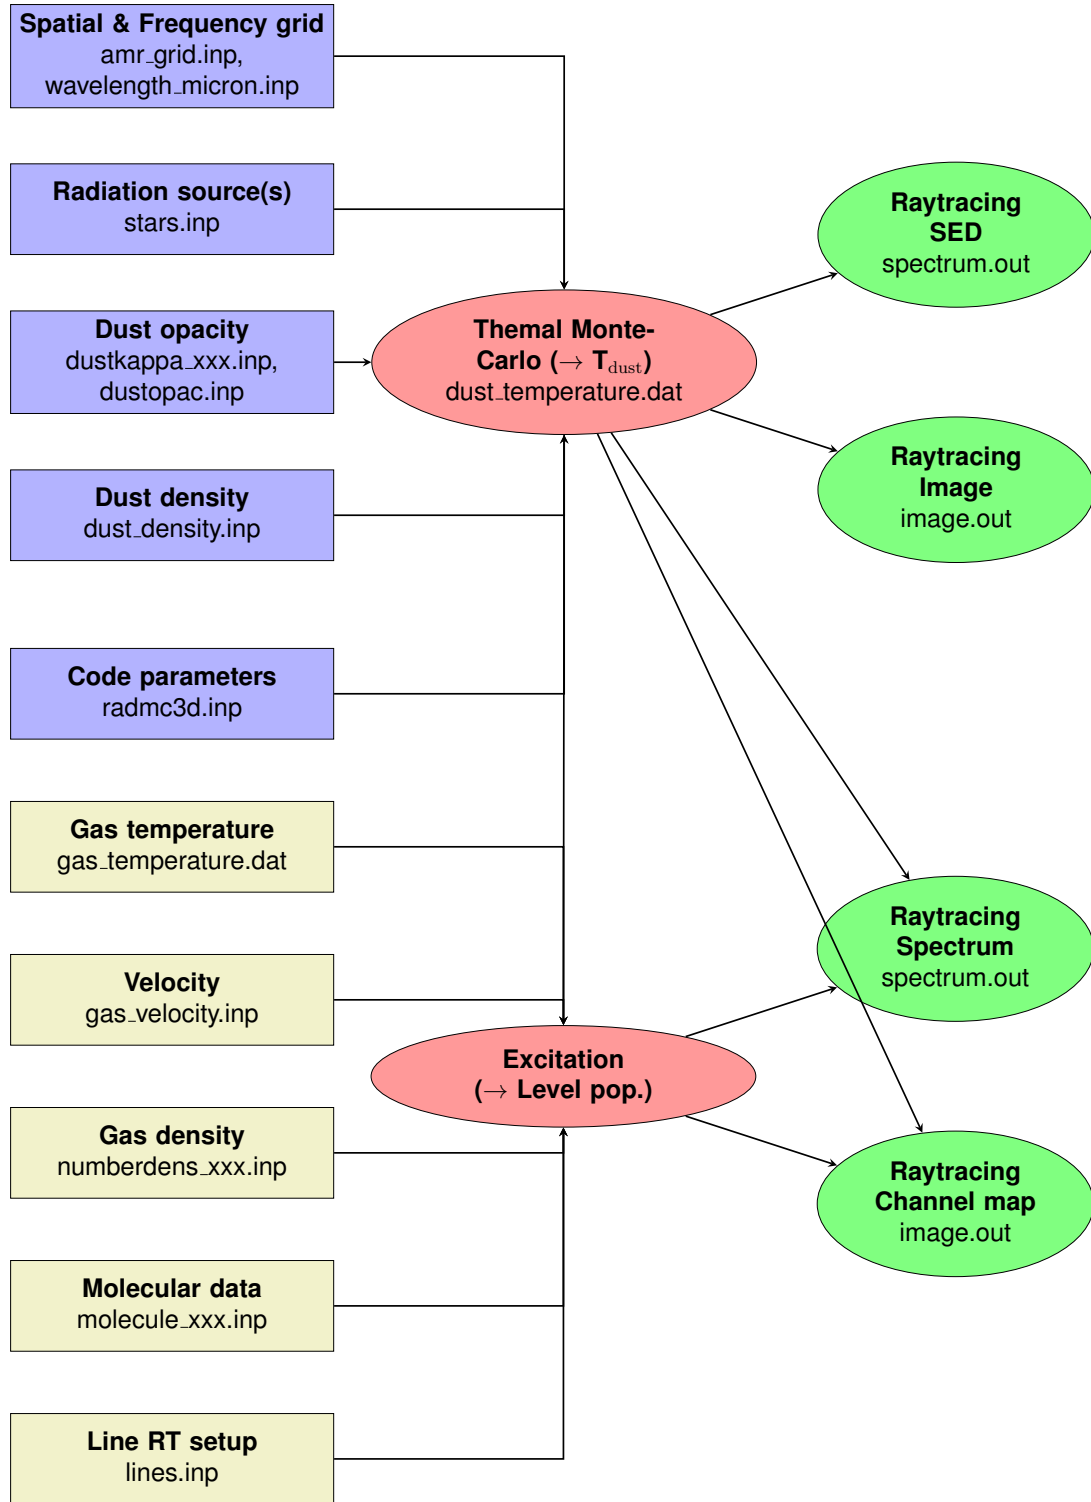 Spatial & Frequency grid
amr_grid.inp,
wavelength_micron.inp
Radiation source(s)
stars.inp
Dust opacity
dustkappa_xxx.inp,
dustopac.inp
Dust density
dust_density.inp
Code parameters
radmc3d.inp
Gas temperature
gas_temperature.dat
Velocity
gas_velocity.inp
Gas density
numberdens_xxx.inp
Molecular data
molecule_xxx.inp
Line RT setup
lines.inp
Themal Monte-
Carlo (→ T_dust)
dust_temperature.dat
Excitation
(→ Level pop.)
Raytracing
SED
spectrum.out
Raytracing
Image
image.out
Raytracing
Spectrum
spectrum.out
Raytracing
Channel map
image.out